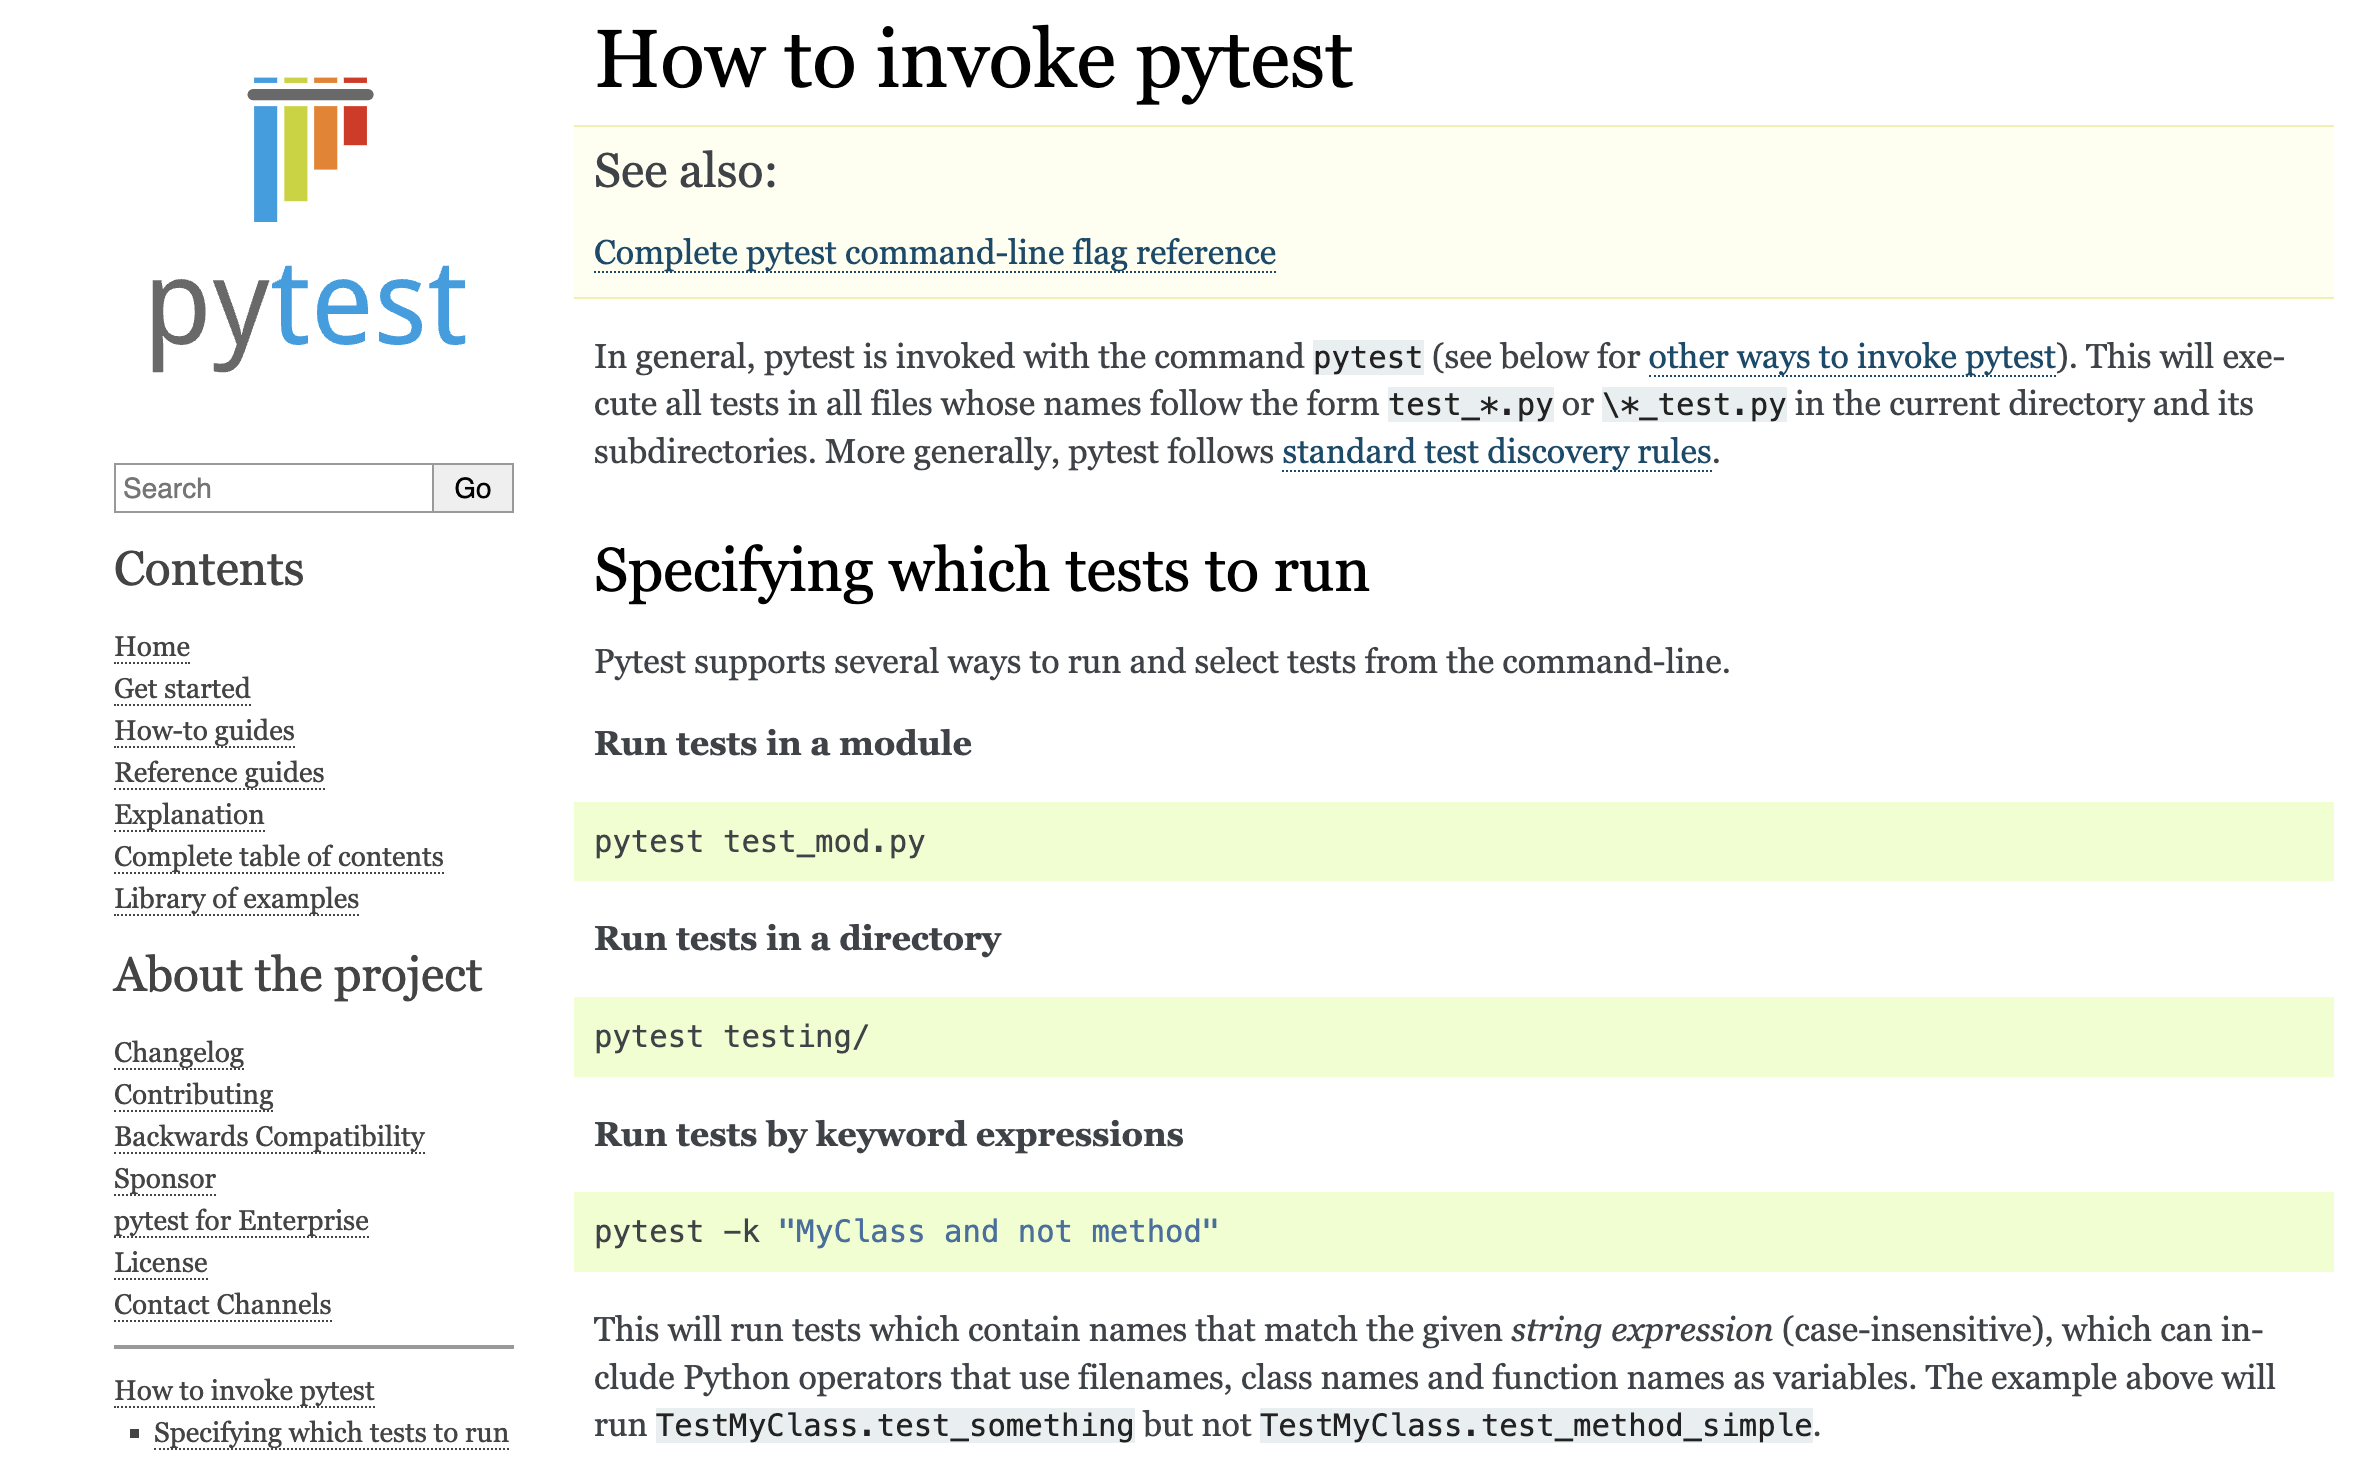 pytest
Search
Go
Contents
Home
Get started
How-to guides
Reference guides
Explanation
Complete table of contents
Library of examples
About the project
Changelog
Contributing
Backwards Compatibility
Sponsor
pytest for Enterprise
License
Contact Channels
How to invoke pytest
Specifying which tests to run
How to invoke pytest
See also:
Complete pytest command-line flag reference
In general, pytest is invoked with the command pytest (see below for other ways to invoke pytest). This will exe-
cute all tests in all files whose names follow the form test_*.py or \*_test.py in the current directory and its
subdirectories. More generally, pytest follows standard test discovery rules.
Specifying which tests to run
Pytest supports several ways to run and select tests from the command-line.
Run tests in a module
pytest test_mod.py
Run tests in a directory
pytest testing/
Run tests by keyword expressions
pytest -k "MyClass and not method"
This will run tests which contain names that match the given string expression (case-insensitive), which can in-
clude Python operators that use filenames, class names and function names as variables. The example above will
run TestMyClass.test_something but not TestMyClass.test_method_simple.